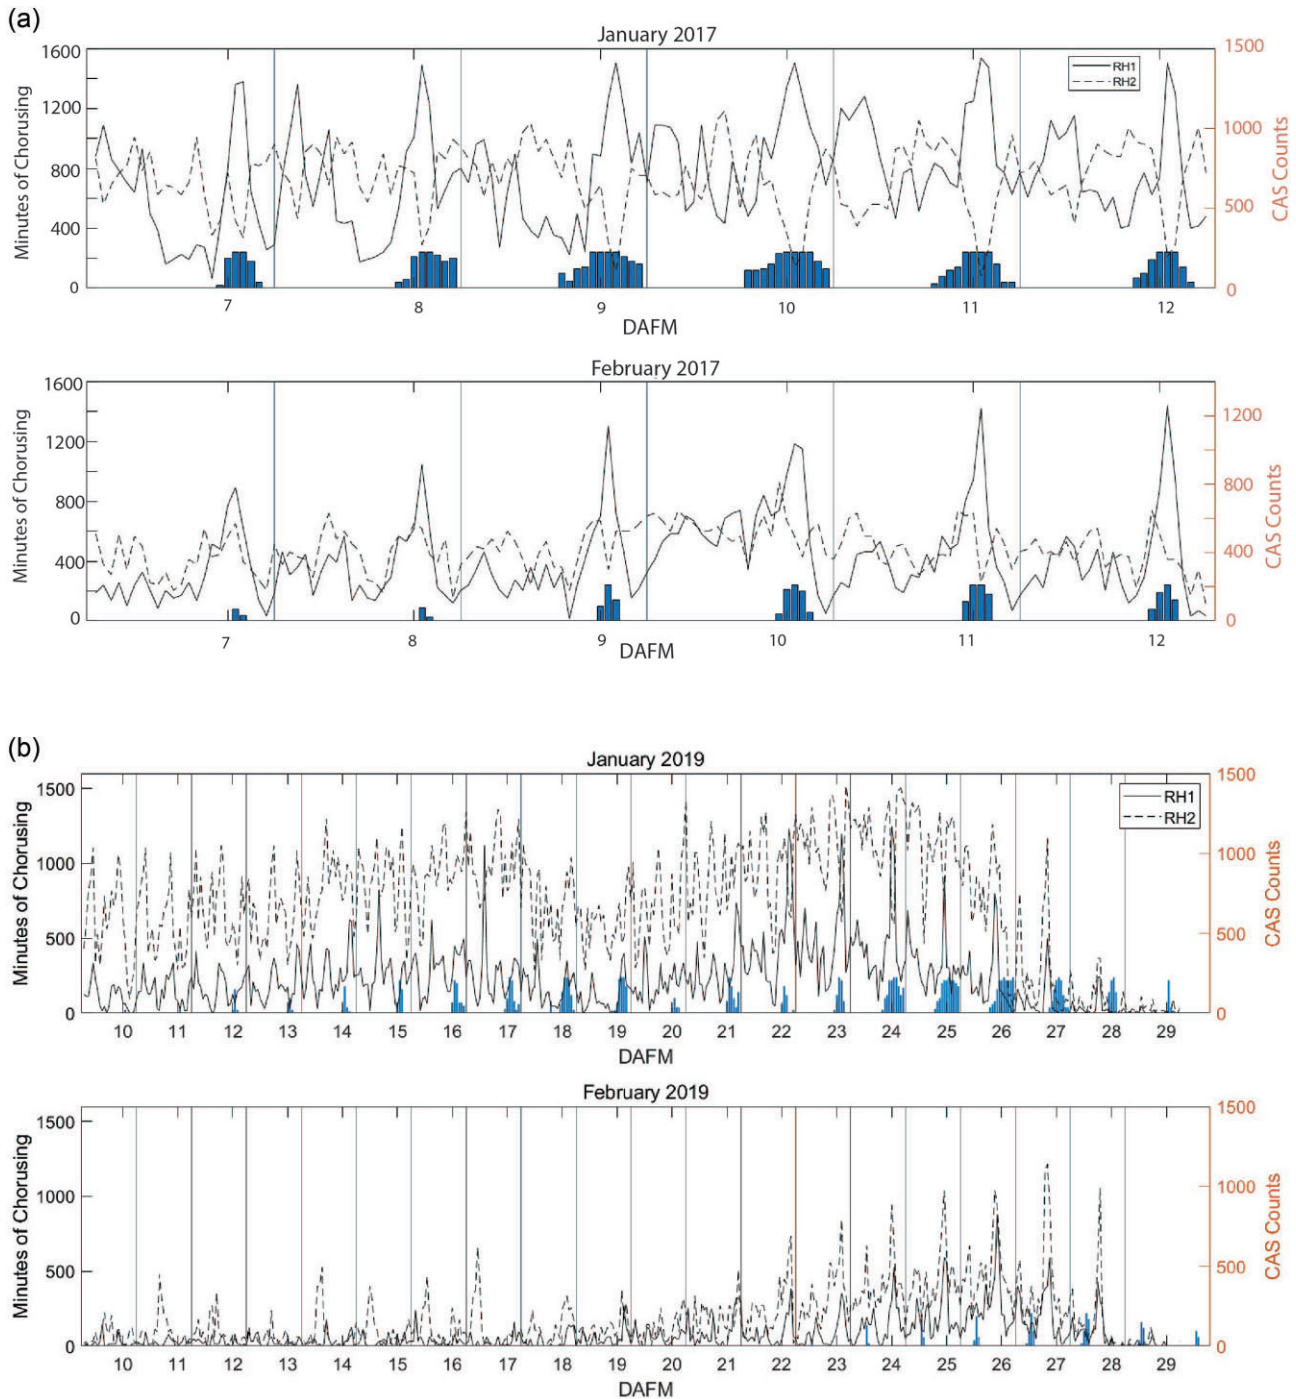 (a)
January 2017
Minutes of Chorusing
1600
1200
800
400
0
RH1
RH2
1500
1000
500
0
CAS Counts
7 8 9 10 11 12
DAFM
February 2017
Minutes of Chorusing
1600
1200
800
400
0
1200
800
400
0
CAS Counts
7 8 9 10 11 12
DAFM
(b)
January 2019
Minutes of Chorusing
1500
1000
500
0
RH1
RH2
1500
1000
500
0
CAS Counts
10 11 12 13 14 15 16 17 18 19 20 21 22 23 24 25 26 27 28 29
DAFM
February 2019
Minutes of Chorusing
1500
1000
500
0
1500
1000
500
0
CAS Counts
10 11 12 13 14 15 16 17 18 19 20 21 22 23 24 25 26 27 28 29
DAFM